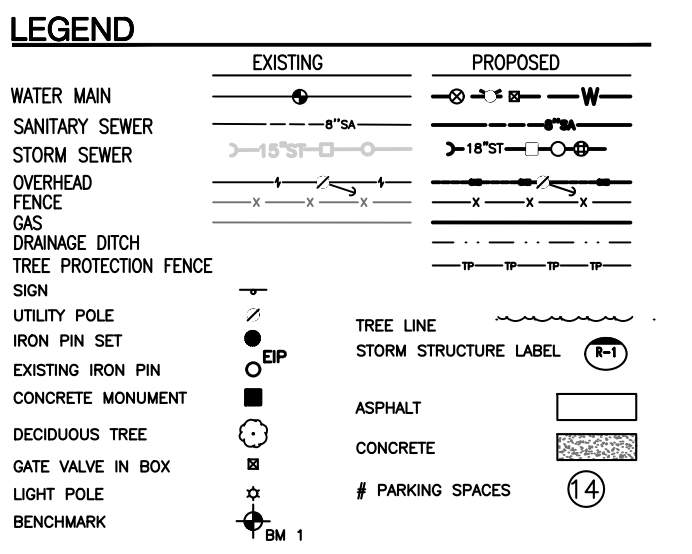 LEGEND
EXISTING PROPOSED
WATER MAIN W
SANITARY SEWER 8"SA 8"SA
STORM SEWER 15"ST 18"ST
OVERHEAD
FENCE X X X X X X
GAS
DRAINAGE DITCH
TREE PROTECTION FENCE TP TP TP TP
SIGN
UTILITY POLE
TREE LINE
IRON PIN SET
STORM STRUCTURE LABEL R-1
EIP
EXISTING IRON PIN
CONCRETE MONUMENT
ASPHALT
DECIDUOUS TREE
CONCRETE
GATE VALVE IN BOX
LIGHT POLE
# PARKING SPACES 14
BENCHMARK BM 1